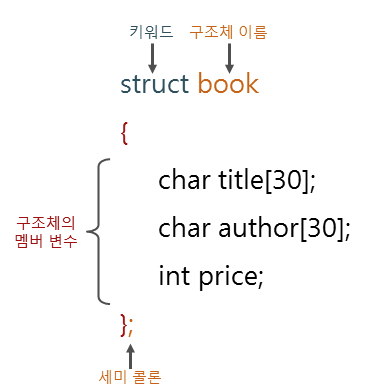 키워드 구조체 이름
struct book
{
char title[30];
구조체의
멤버 변수
char author[30];
int price;
};
세미 콜론